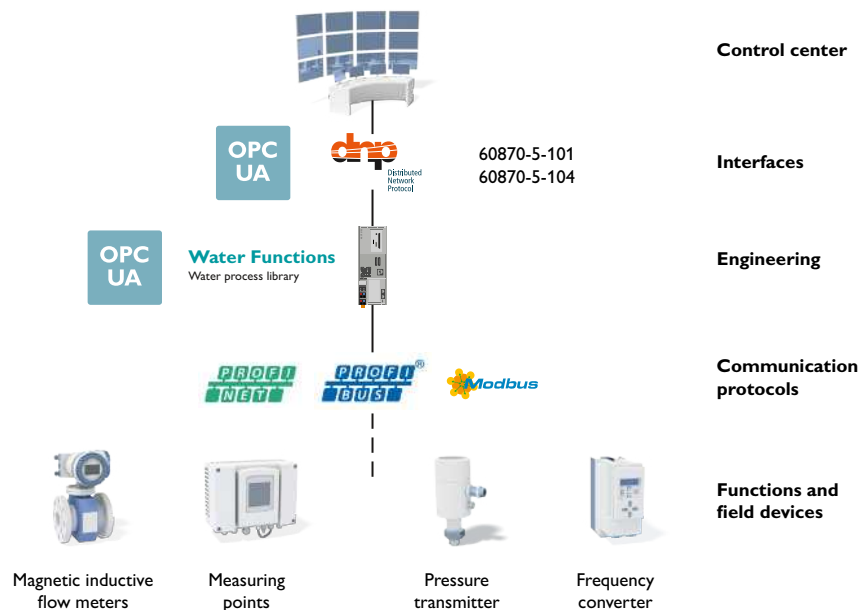 Control center
OPC
UA
dnp
Distributed
Network
Protocol
60870-5-101
60870-5-104
Interfaces
OPC
UA
Water Functions
Water process library
Engineering
PROFI
NET
PROFI
BUS
®
Modbus
Communication
protocols
Functions and
field devices
Magnetic inductive
flow meters
Measuring
points
Pressure
transmitter
Frequency
converter